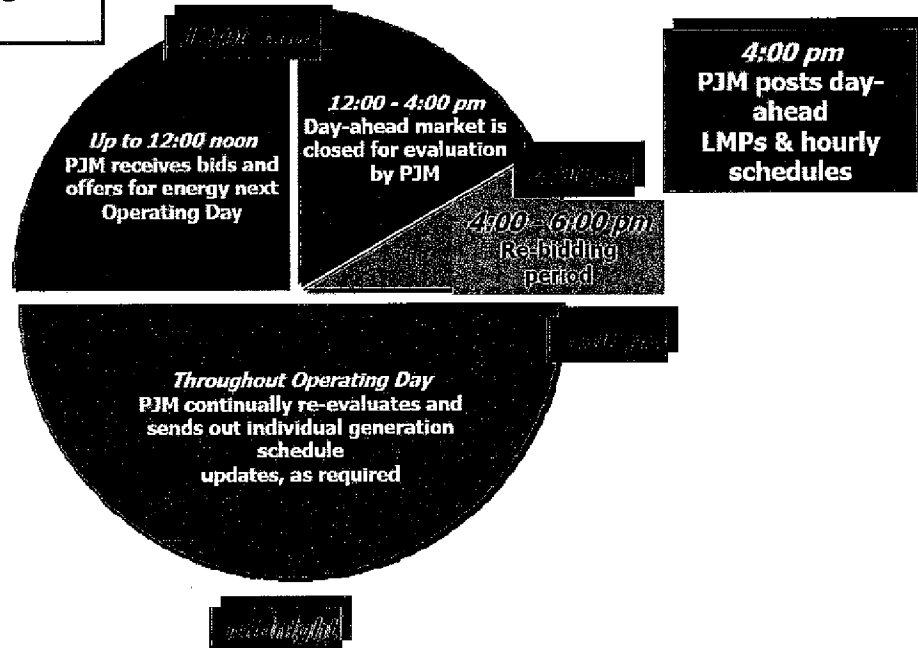 Up to 12:00 noon
PJM receives bids and
offers for energy next
Operating Day
12:00 - 4:00 pm
Day-ahead market is
closed for evaluation
by PJM
4:00 pm
PJM posts day-
ahead
LMPs & hourly
schedules
4:00 - 6:00 pm
Re-bidding
period
Throughout Operating Day
PJM continually re-evaluates and
sends out individual generation
schedule
updates, as required
midnight